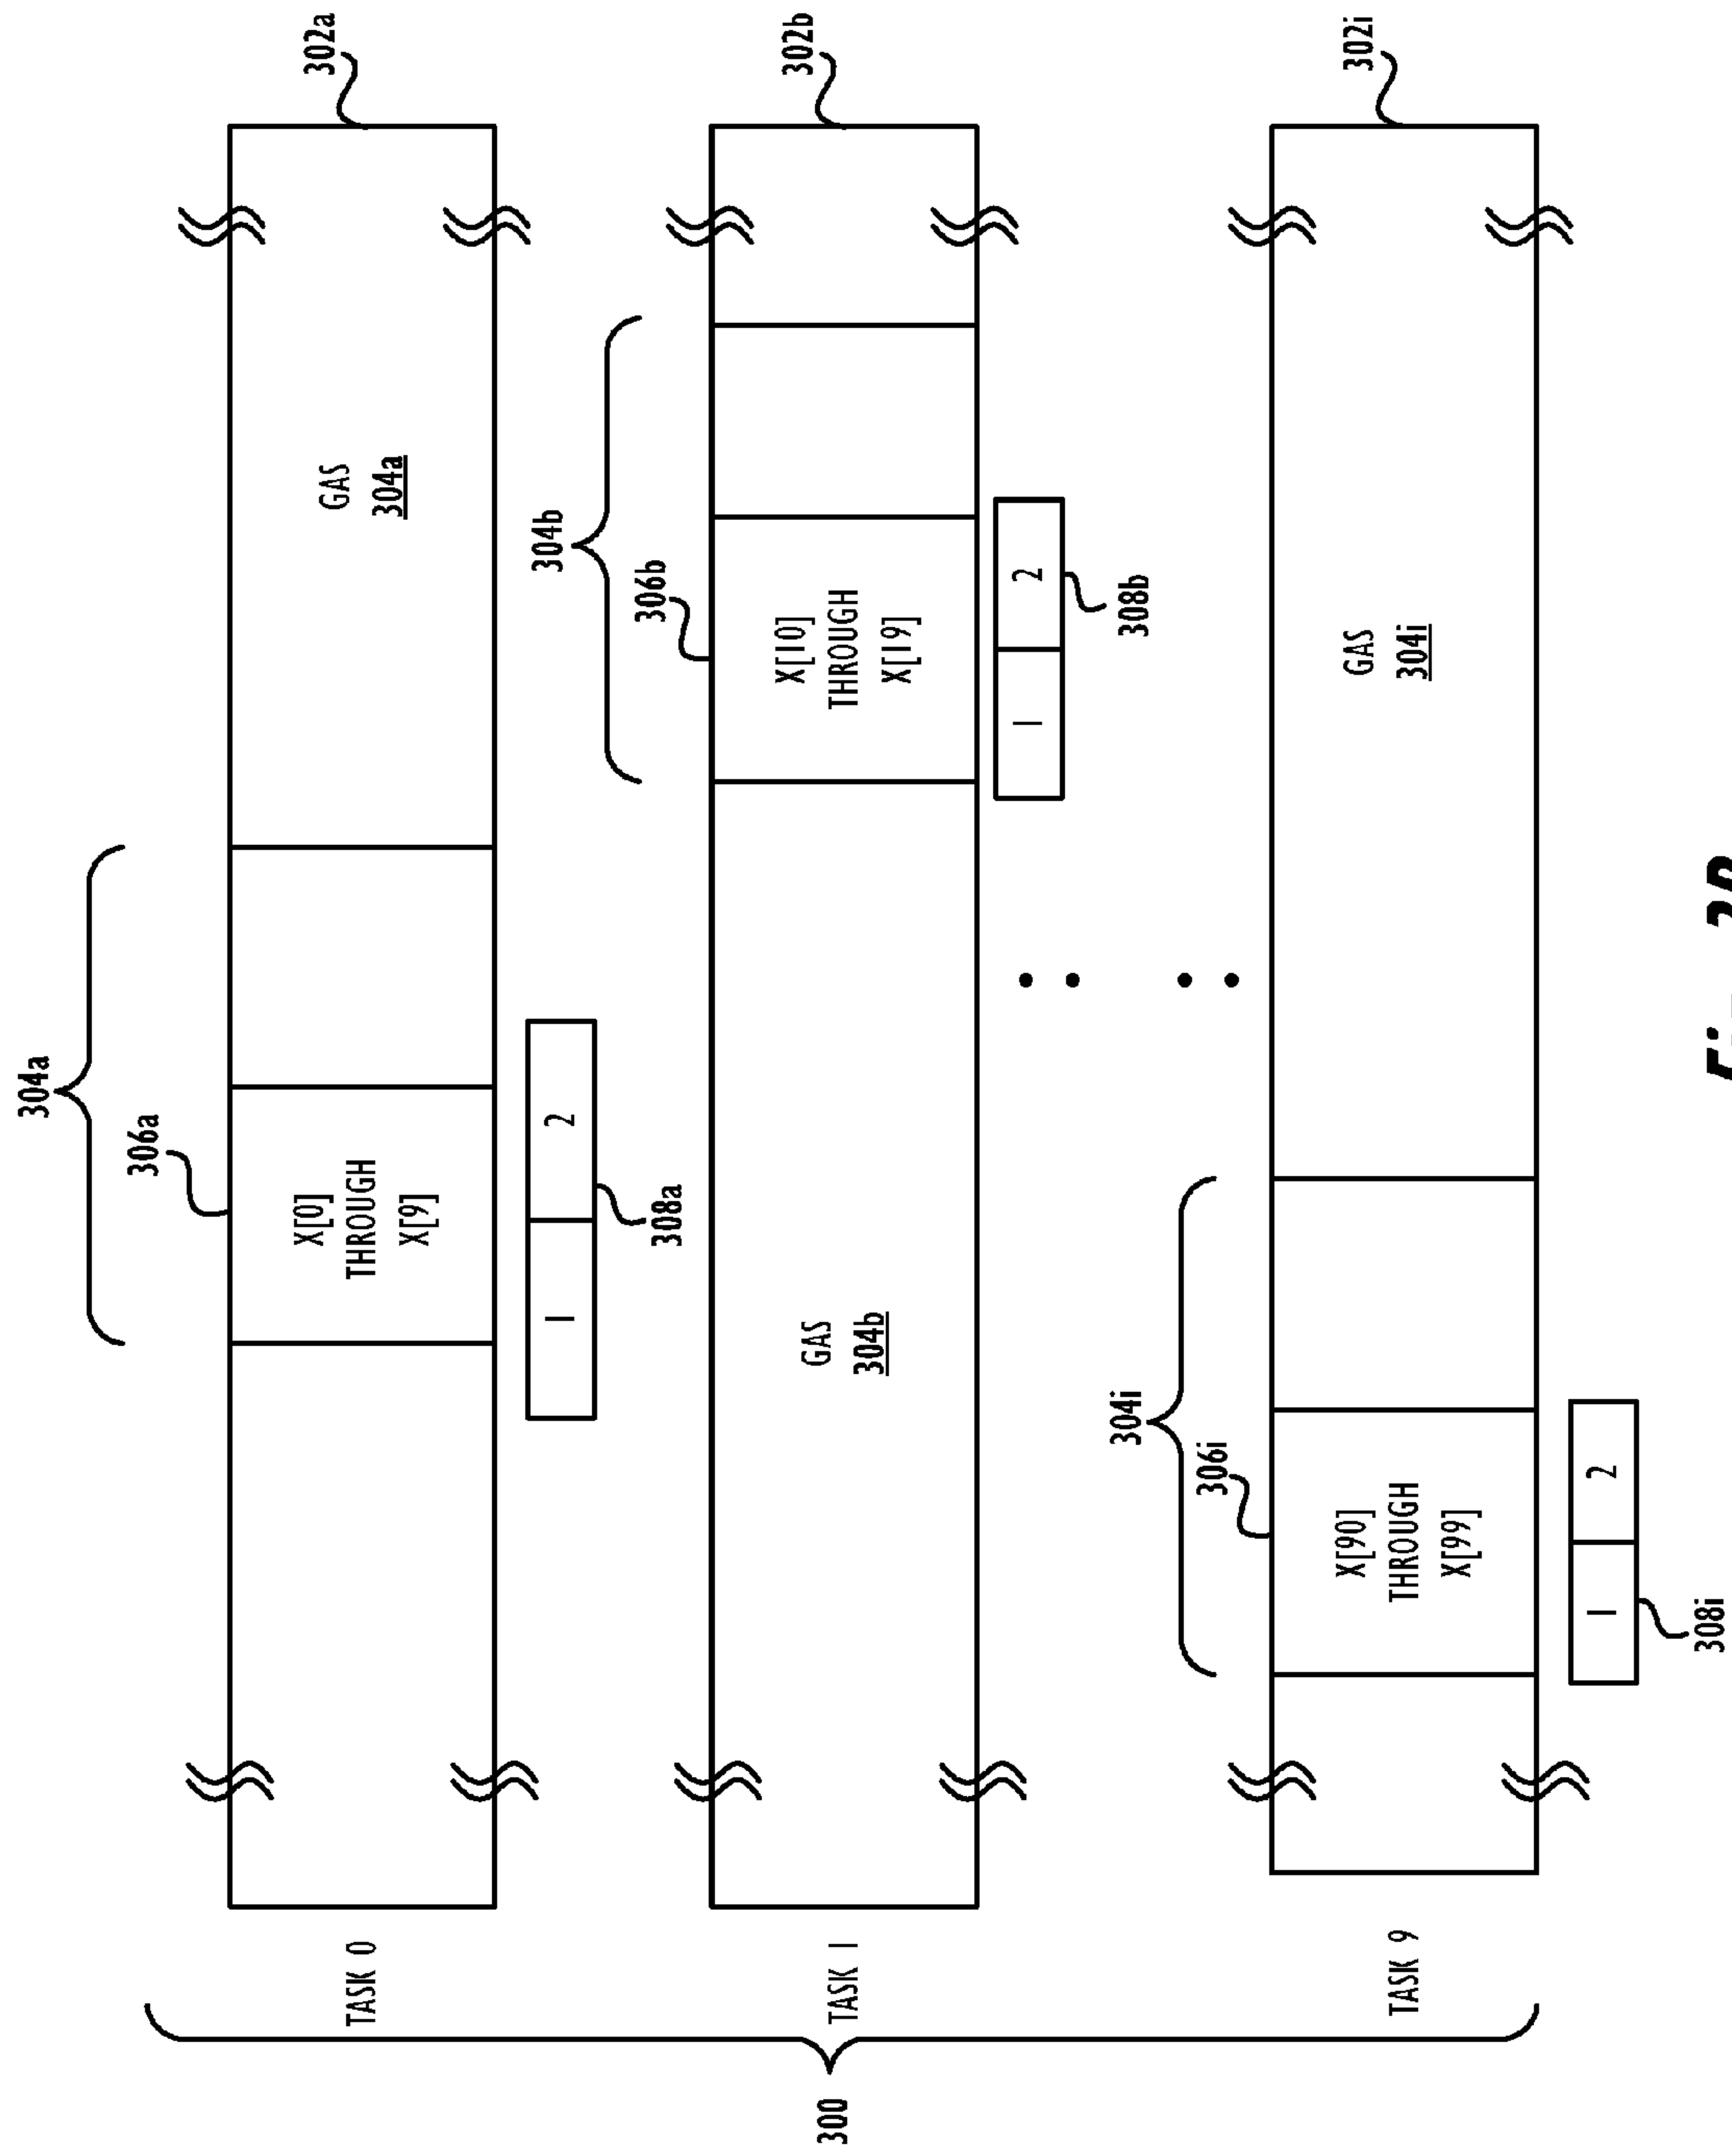 300
TASK 0
302a
304a
306a
X[0]
THROUGH
X[9]
GAS
304a
1
2
308a
TASK 1
302b
304b
306b
GAS
304b
X[10]
THROUGH
X[19]
1
2
308b
TASK 9
302i
304i
306i
X[90]
THROUGH
X[99]
GAS
304i
1
2
308i